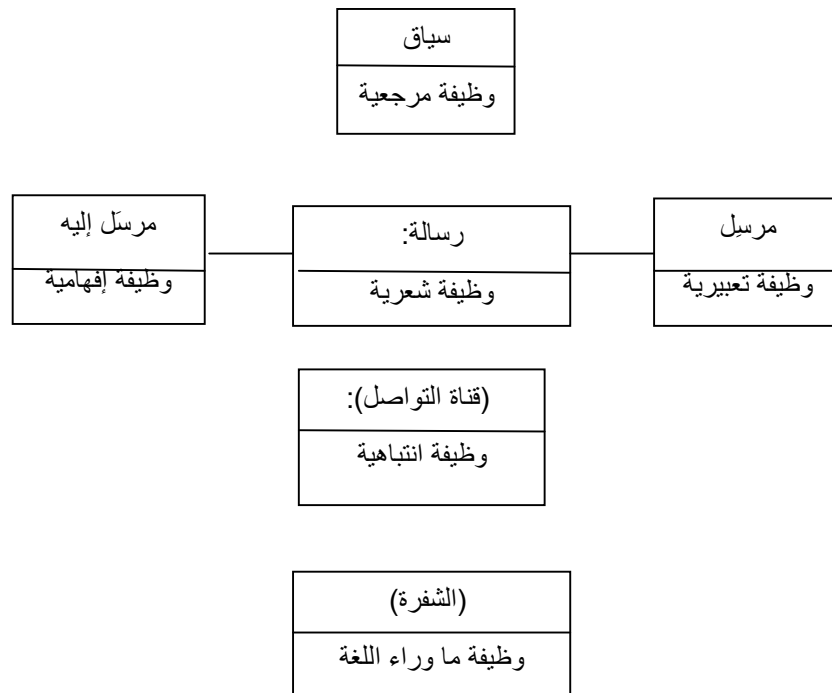 سياق
وظيفة مرجعية
مرسِل
وظيفة تعبيرية
رسالة:
وظيفة شعرية
مرسَل إليه
وظيفة إفهامية
(قناة التواصل):
وظيفة انتباهية
(الشفرة)
وظيفة ما وراء اللغة